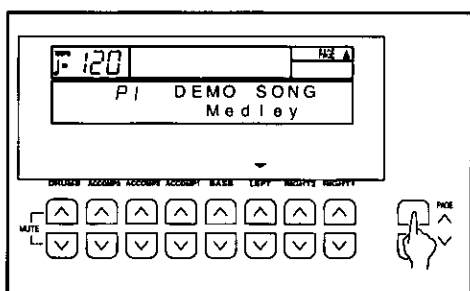 ♩= 120
PAGE ▲
P1 DEMO SONG
Medley
DRUMS ACCOMP3 ACCOMP2 ACCOMP1 BASS LEFT RIGHT2 RIGHT1
MUTE
PAGE